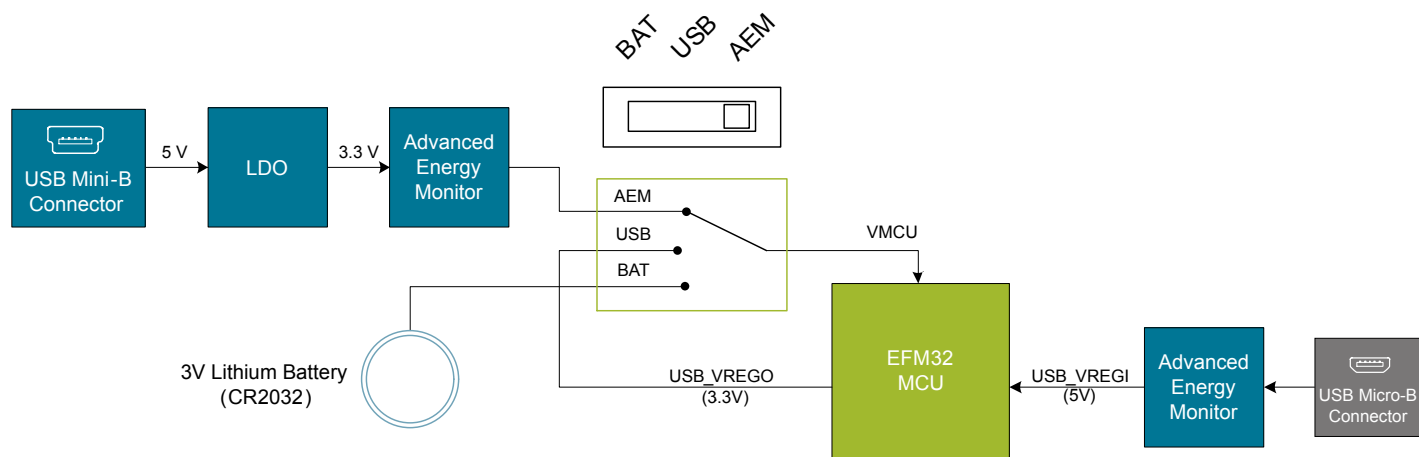 BAT
USB
AEM
USB Mini-B
Connector
5 V
LDO
3.3 V
Advanced
Energy
Monitor
AEM
USB
BAT
VMCU
3V Lithium Battery
(CR2032)
USB_VREGO
(3.3V)
EFM32
MCU
USB_VREGI
(5V)
Advanced
Energy
Monitor
USB Micro-B
Connector